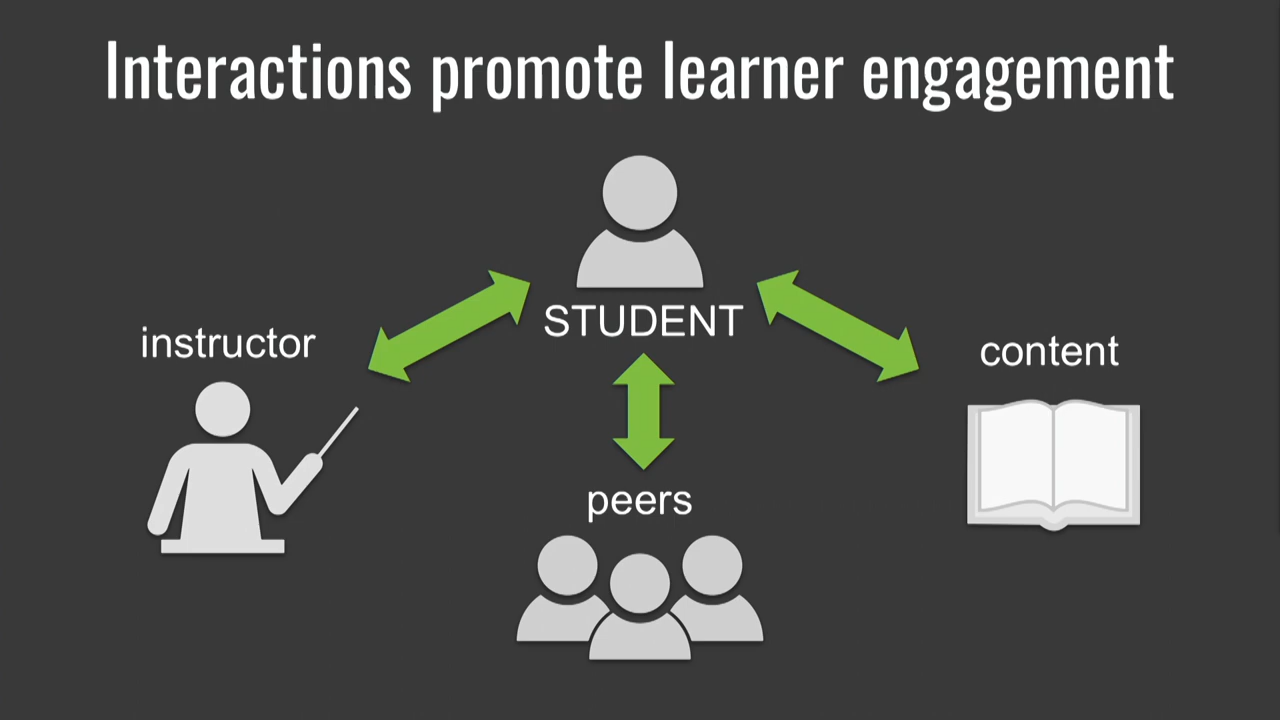 Interactions promote learner engagement
STUDENT
instructor
content
peers